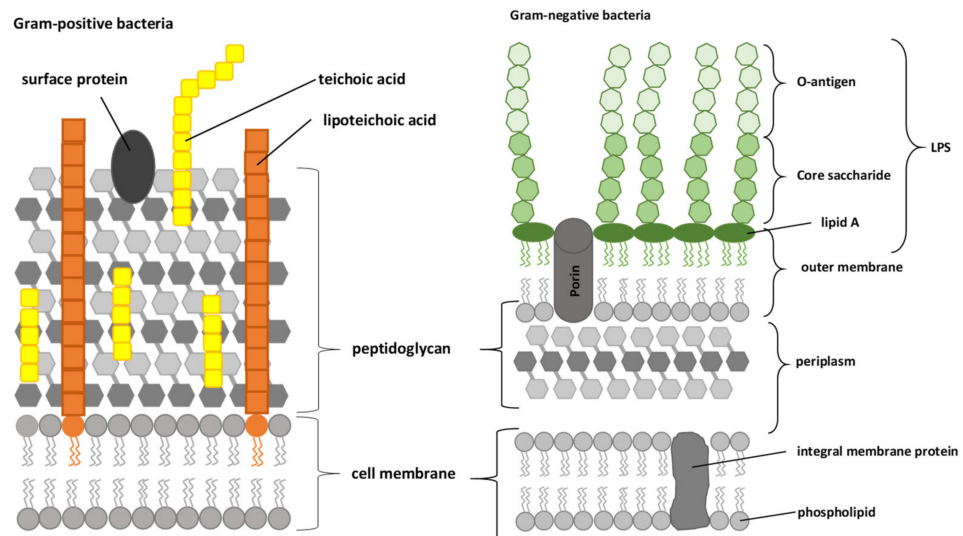 Gram-positive bacteria
surface protein
teichoic acid
lipoteichoic acid
peptidoglycan
cell membrane
Gram-negative bacteria
O-antigen
LPS
Core saccharide
lipid A
outer membrane
Porin
periplasm
integral membrane protein
phospholipid